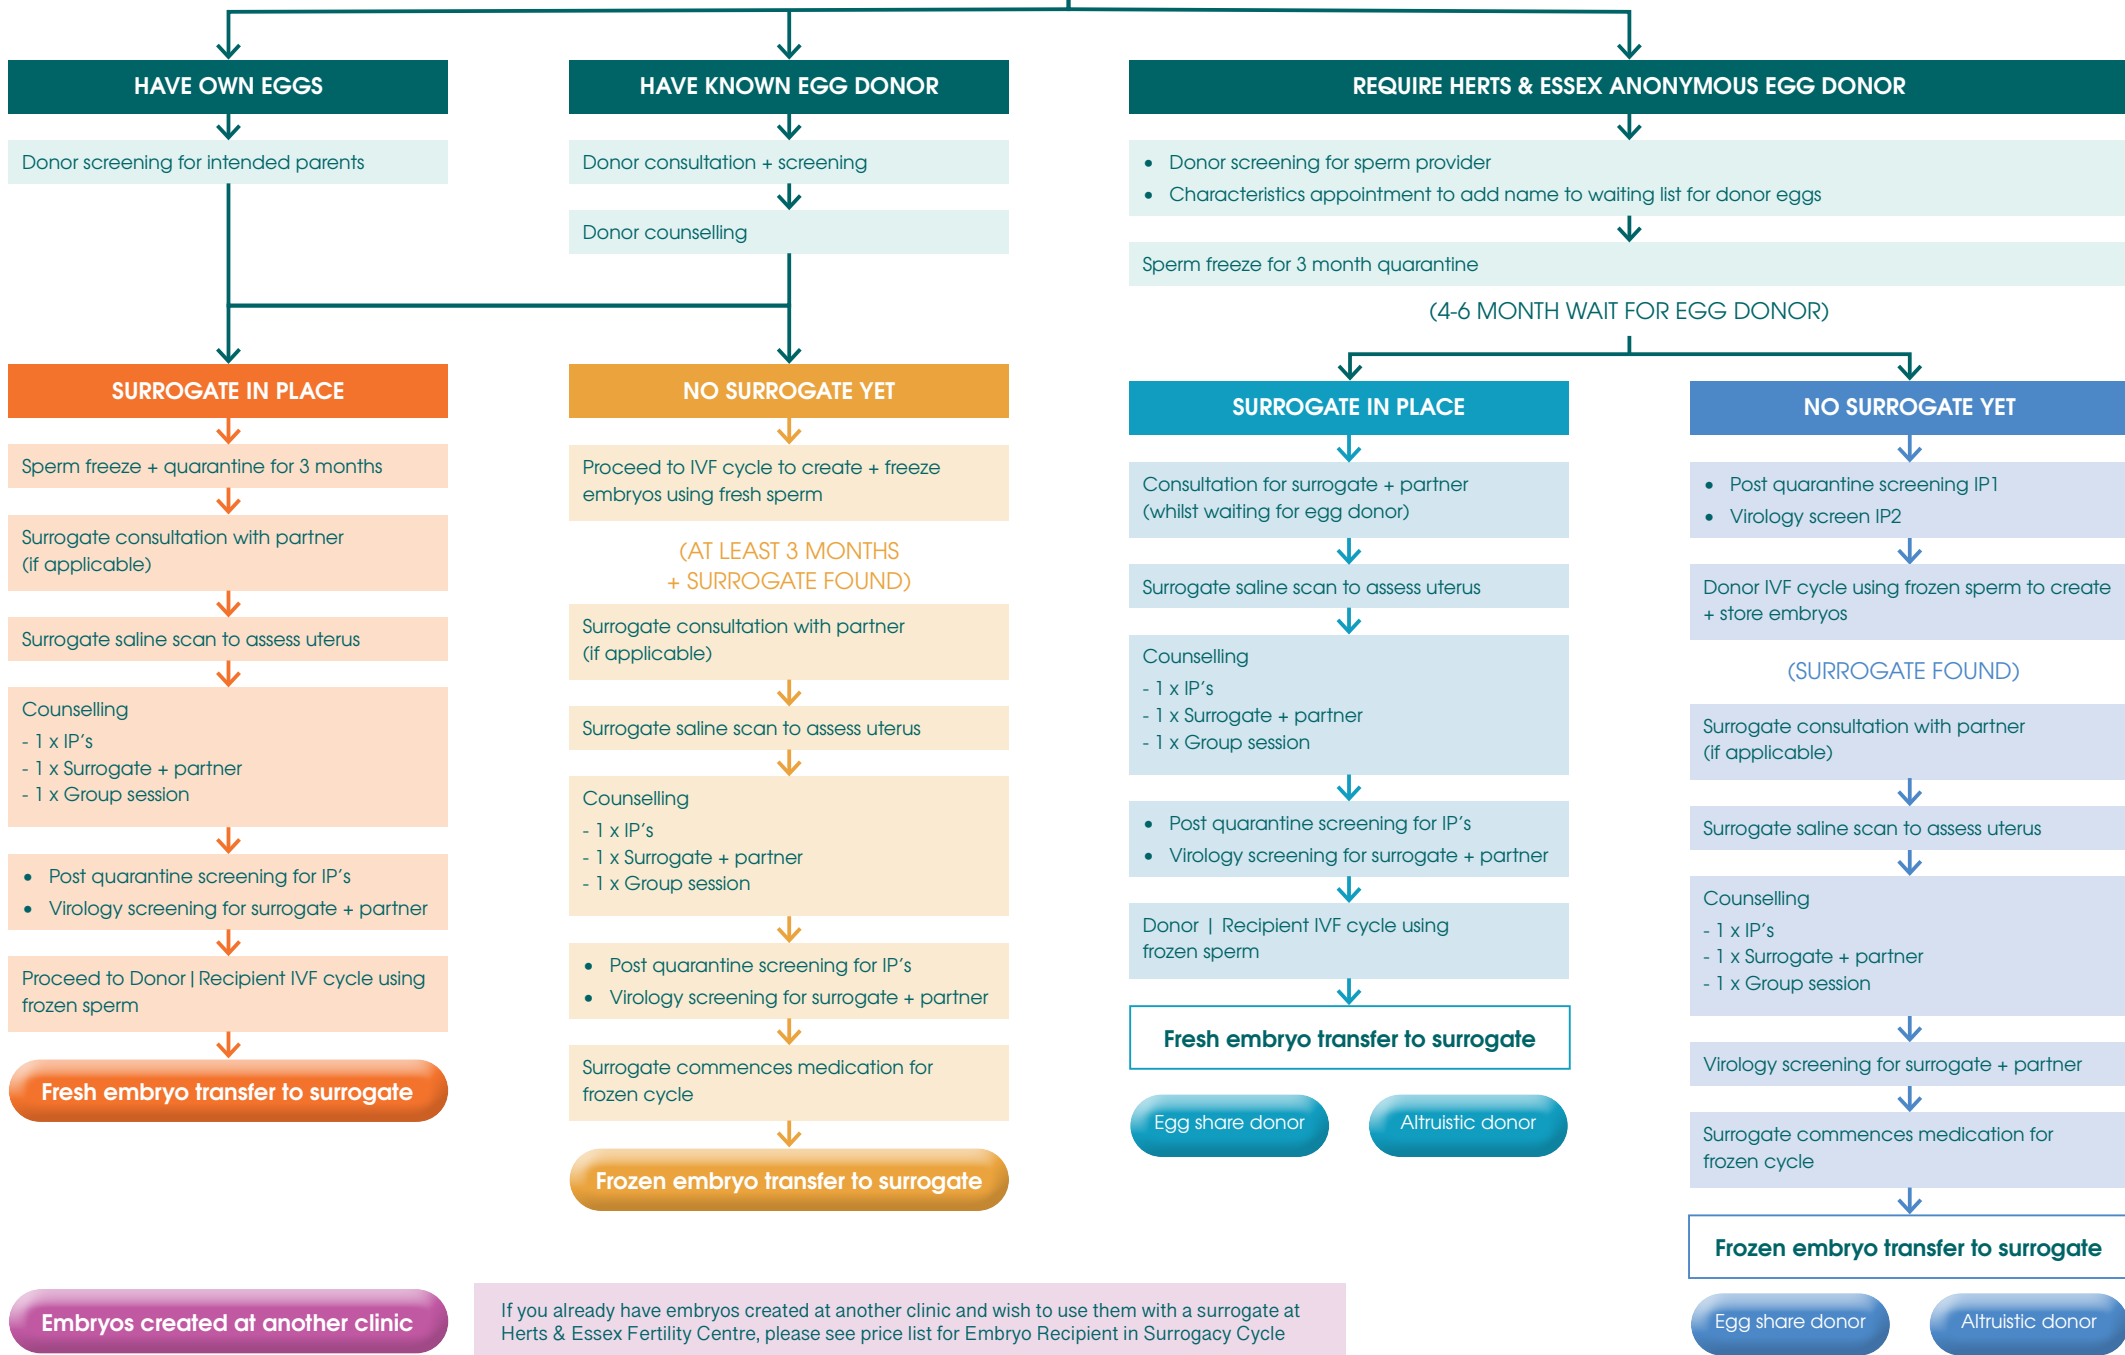 HAVE OWN EGGS
Donor screening for intended parents
HAVE KNOWN EGG DONOR
Donor consultation + screening
Donor counselling
REQUIRE HERTS & ESSEX ANONYMOUS EGG DONOR
• Donor screening for sperm provider
• Characteristics appointment to add name to waiting list for donor eggs
Sperm freeze for 3 month quarantine
(4-6 MONTH WAIT FOR EGG DONOR)
SURROGATE IN PLACE
Sperm freeze + quarantine for 3 months
Surrogate consultation with partner
(if applicable)
Surrogate saline scan to assess uterus
Counselling
- 1 x IP's
- 1 x Surrogate + partner
- 1 x Group session
• Post quarantine screening for IP's
• Virology screening for surrogate + partner
Proceed to Donor | Recipient IVF cycle using
frozen sperm
Fresh embryo transfer to surrogate
NO SURROGATE YET
Proceed to IVF cycle to create + freeze
embryos using fresh sperm
(AT LEAST 3 MONTHS
+ SURROGATE FOUND)
Surrogate consultation with partner
(if applicable)
Surrogate saline scan to assess uterus
Counselling
- 1 x IP's
- 1 x Surrogate + partner
- 1 x Group session
• Post quarantine screening for IP's
• Virology screening for surrogate + partner
Surrogate commences medication for
frozen cycle
Frozen embryo transfer to surrogate
SURROGATE IN PLACE
Consultation for surrogate + partner
(whilst waiting for egg donor)
Surrogate saline scan to assess uterus
Counselling
- 1 x IP's
- 1 x Surrogate + partner
- 1 x Group session
• Post quarantine screening for IP's
• Virology screening for surrogate + partner
Donor | Recipient IVF cycle using
frozen sperm
Fresh embryo transfer to surrogate
Egg share donor
Altruistic donor
NO SURROGATE YET
• Post quarantine screening IP1
• Virology screen IP2
Donor IVF cycle using frozen sperm to create
+ store embryos
(SURROGATE FOUND)
Surrogate consultation with partner
(if applicable)
Surrogate saline scan to assess uterus
Counselling
- 1 x IP's
- 1 x Surrogate + partner
- 1 x Group session
Virology screening for surrogate + partner
Surrogate commences medication for
frozen cycle
Frozen embryo transfer to surrogate
Egg share donor
Altruistic donor
Embryos created at another clinic
If you already have embryos created at another clinic and wish to use them with a surrogate at
Herts & Essex Fertility Centre, please see price list for Embryo Recipient in Surrogacy Cycle